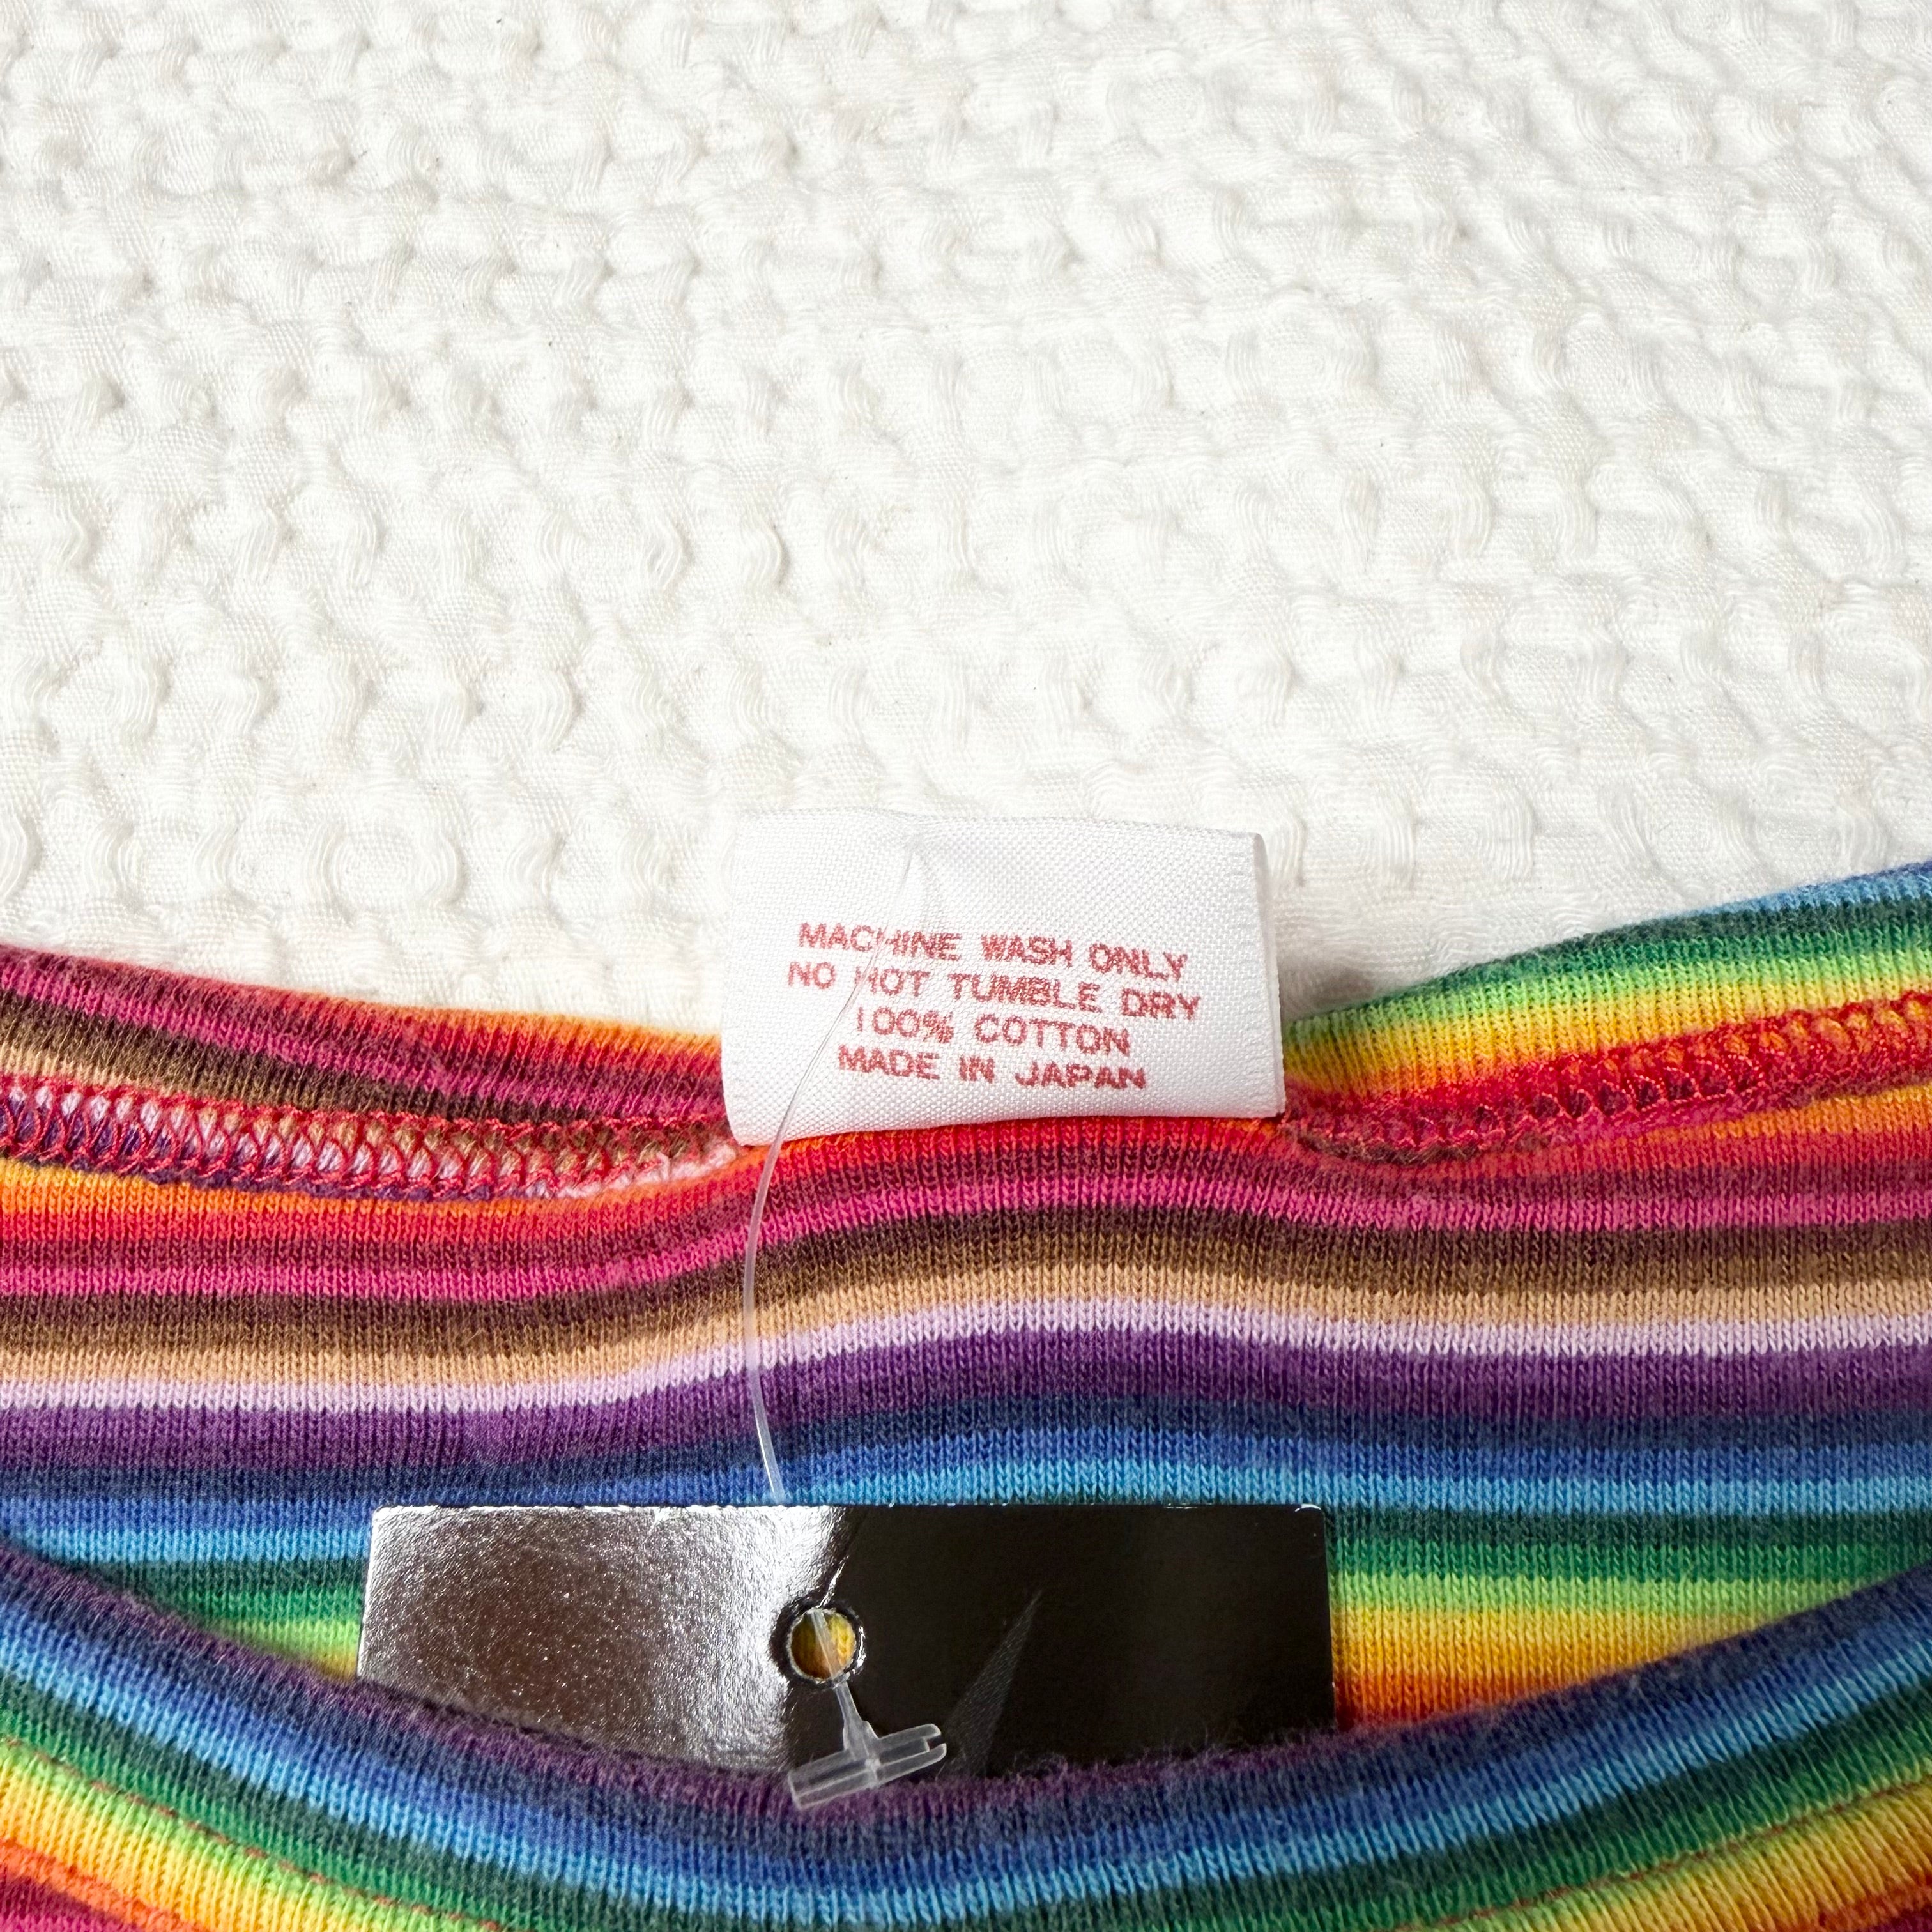 MACHINE WASH ONLY
NO HOT TUMBLE DRY
100% COTTON
MADE IN JAPAN